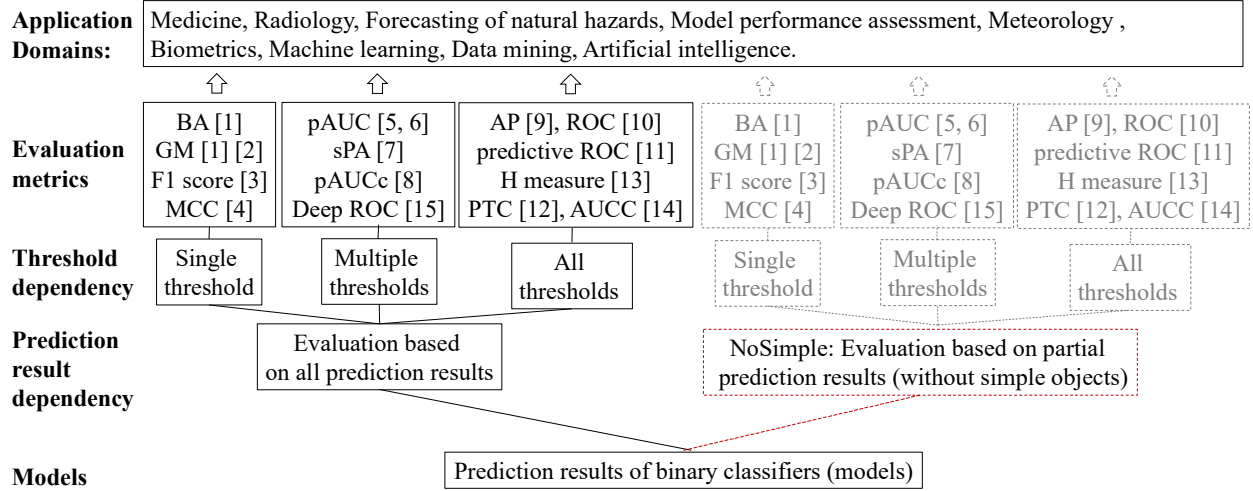 Application Domains:
Medicine, Radiology, Forecasting of natural hazards, Model performance assessment, Meteorology ,
Biometrics, Machine learning, Data mining, Artificial intelligence.
Evaluation
metrics
BA [1]
GM [1] [2]
F1 score [3]
MCC [4]
pAUC [5, 6]
sPA [7]
pAUCc [8]
Deep ROC [15]
AP [9], ROC [10]
predictive ROC [11]
H measure [13]
PTC [12], AUCC [14]
BA [1]
GM [1] [2]
F1 score [3]
MCC [4]
pAUC [5, 6]
sPA [7]
pAUCc [8]
Deep ROC [15]
AP [9], ROC [10]
predictive ROC [11]
H measure [13]
PTC [12], AUCC [14]
Threshold
dependency
Single
threshold
Multiple
thresholds
All
thresholds
Single
threshold
Multiple
thresholds
All
thresholds
Prediction
result
dependency
Evaluation based
on all prediction results
NoSimple: Evaluation based on partial
prediction results (without simple objects)
Models
Prediction results of binary classifiers (models)